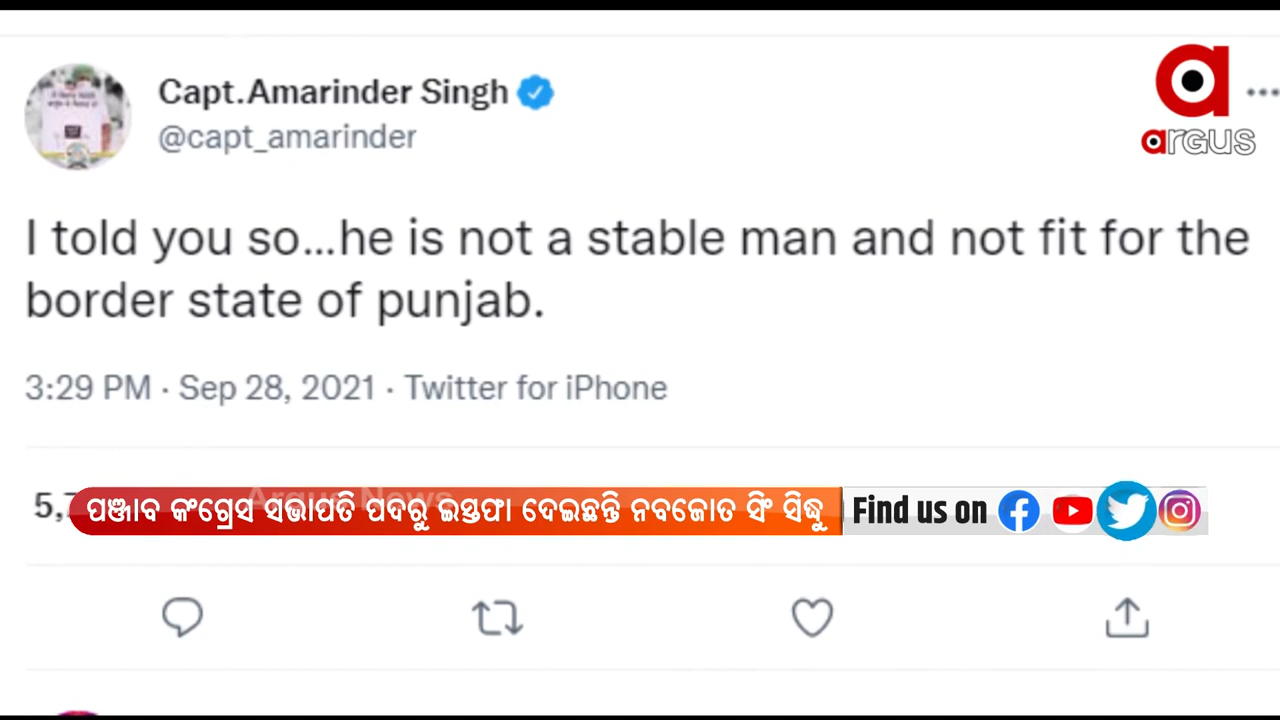 Capt.Amarinder Singh
@capt_amarinder
argus
I told you so...he is not a stable man and not fit for the
border state of punjab.
3:29 PM · Sep 28, 2021 · Twitter for iPhone
Argus News
ପଞ୍ଜାବ କଂଗ୍ରେସ ସଭାପତି ପଦରୁ ଇସ୍ତଫା ଦେଇଛନ୍ତି ନବଜୋତ ସିଂ ସିଦ୍ଧୁ
Find us on